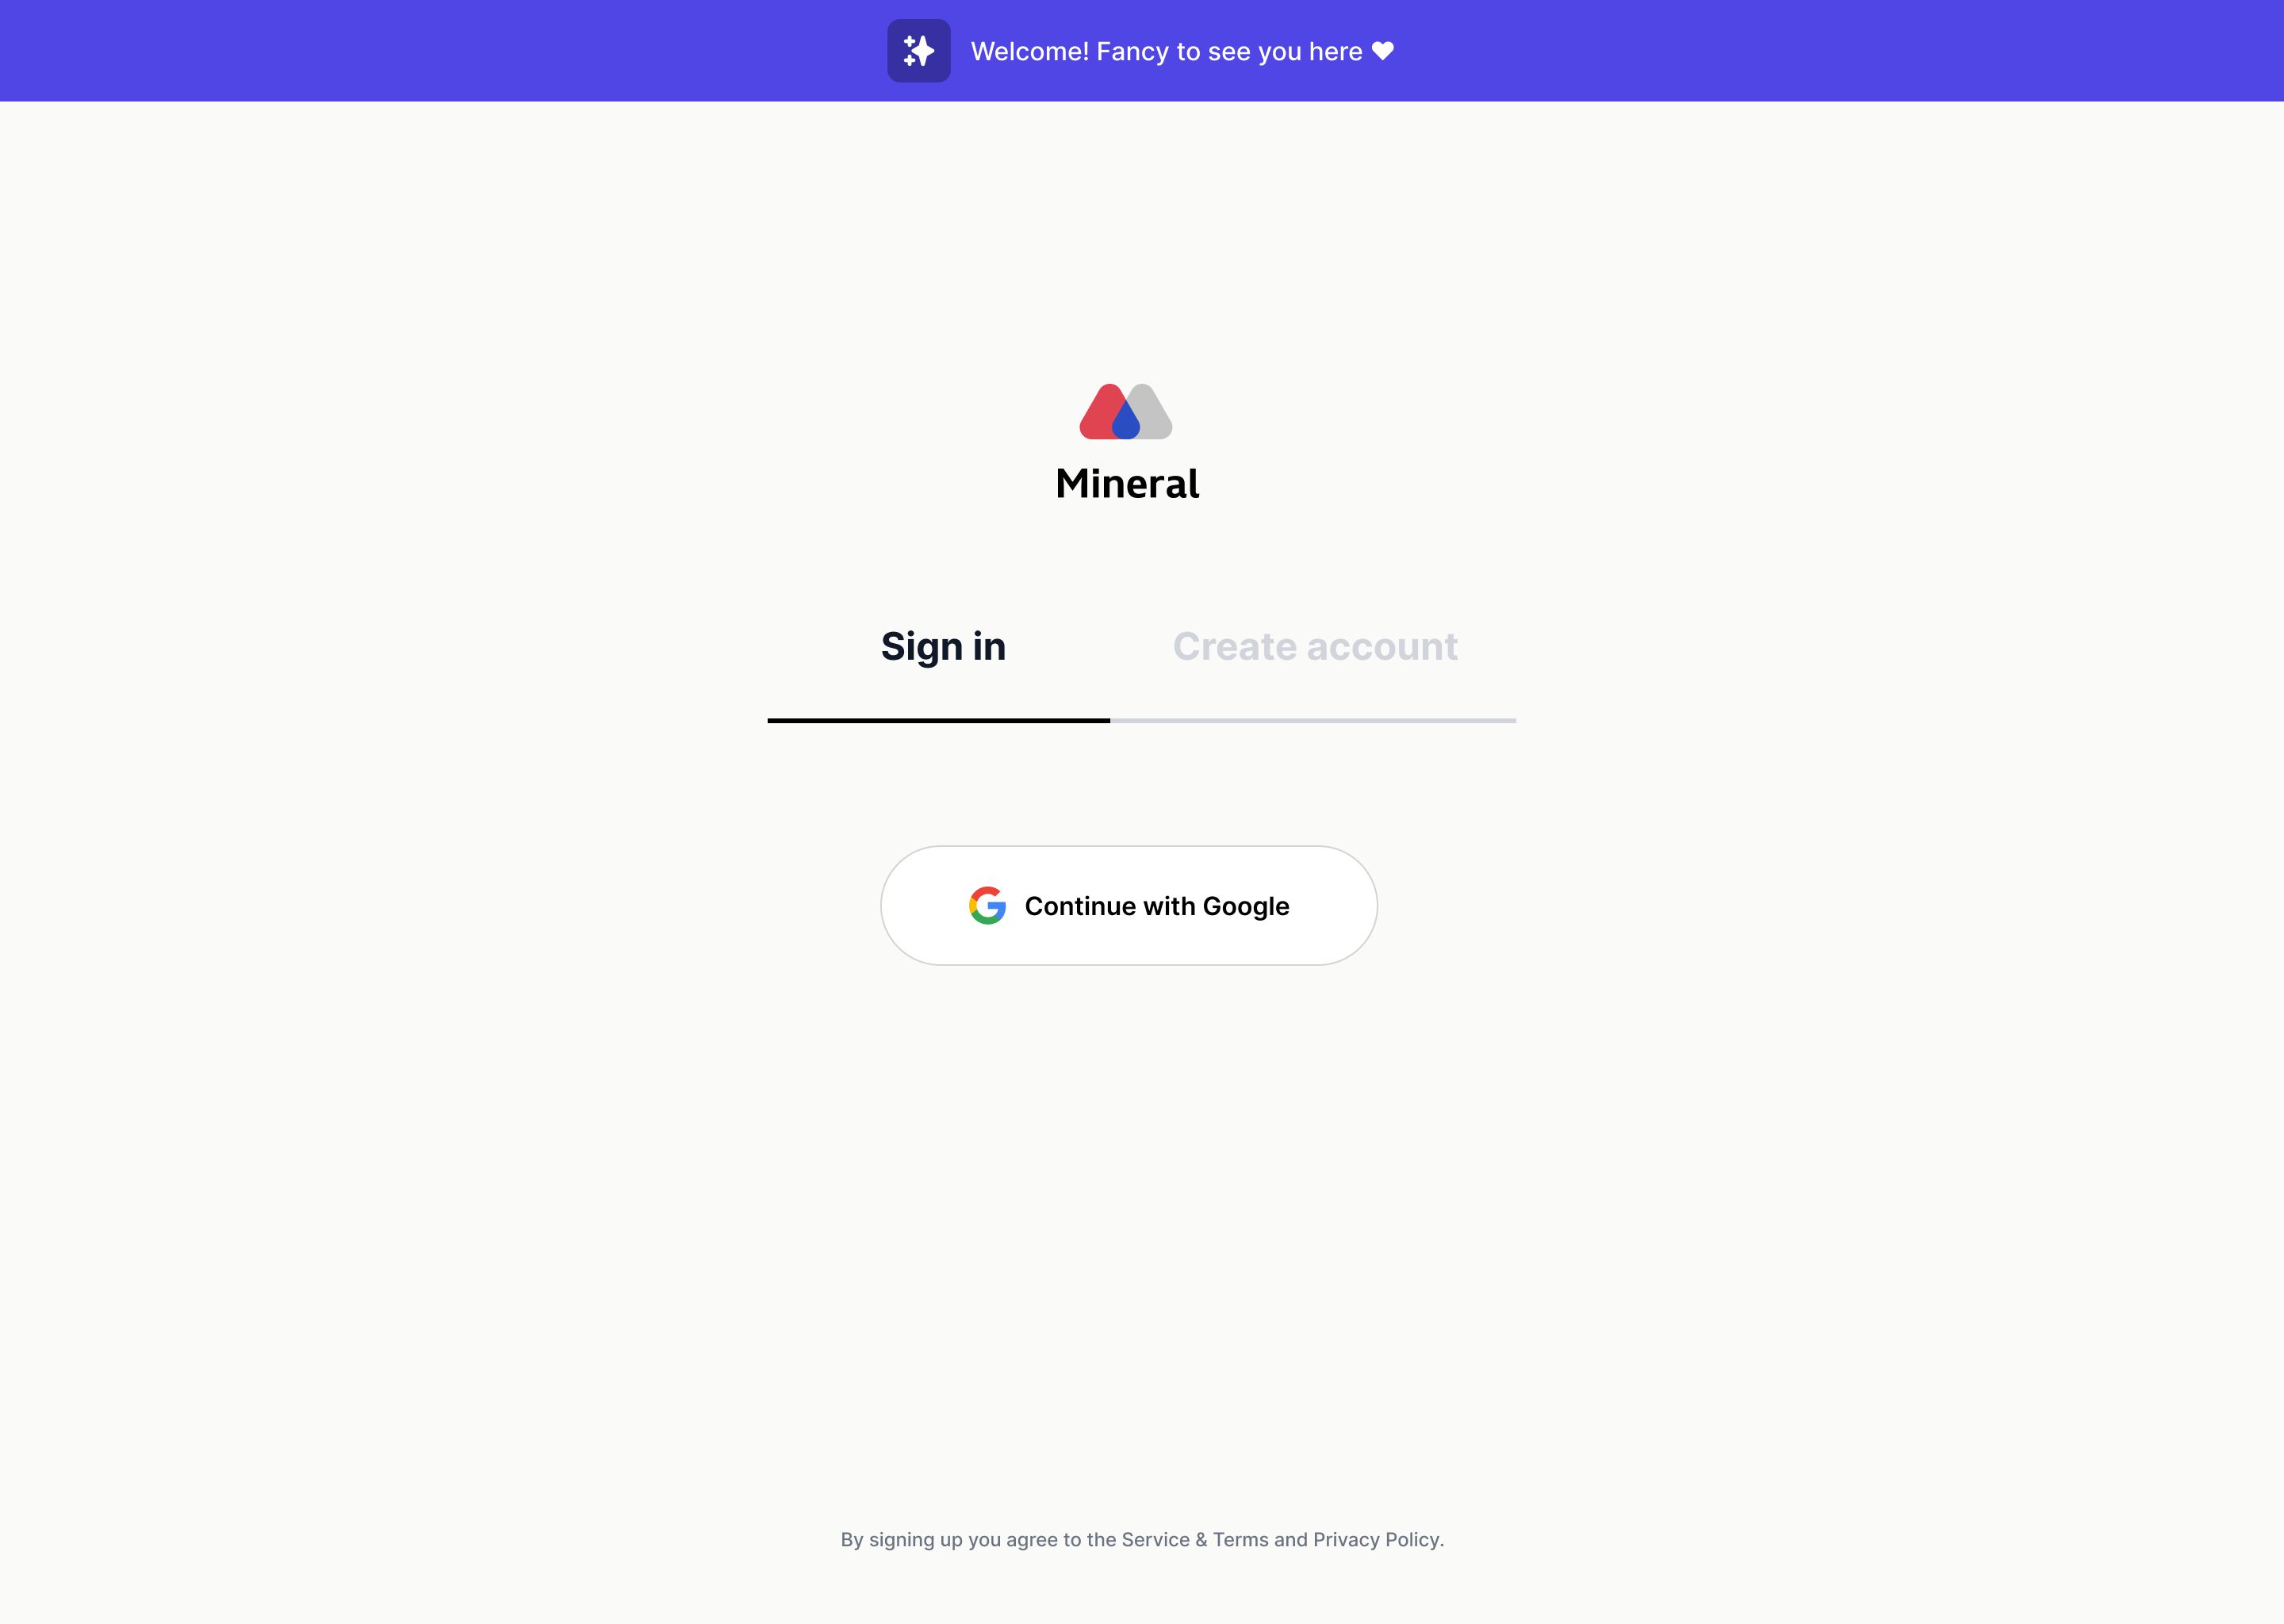 Welcome! Fancy to see you here ♥
Mineral
Sign in
Create account
Continue with Google
By signing up you agree to the Service & Terms and Privacy Policy.